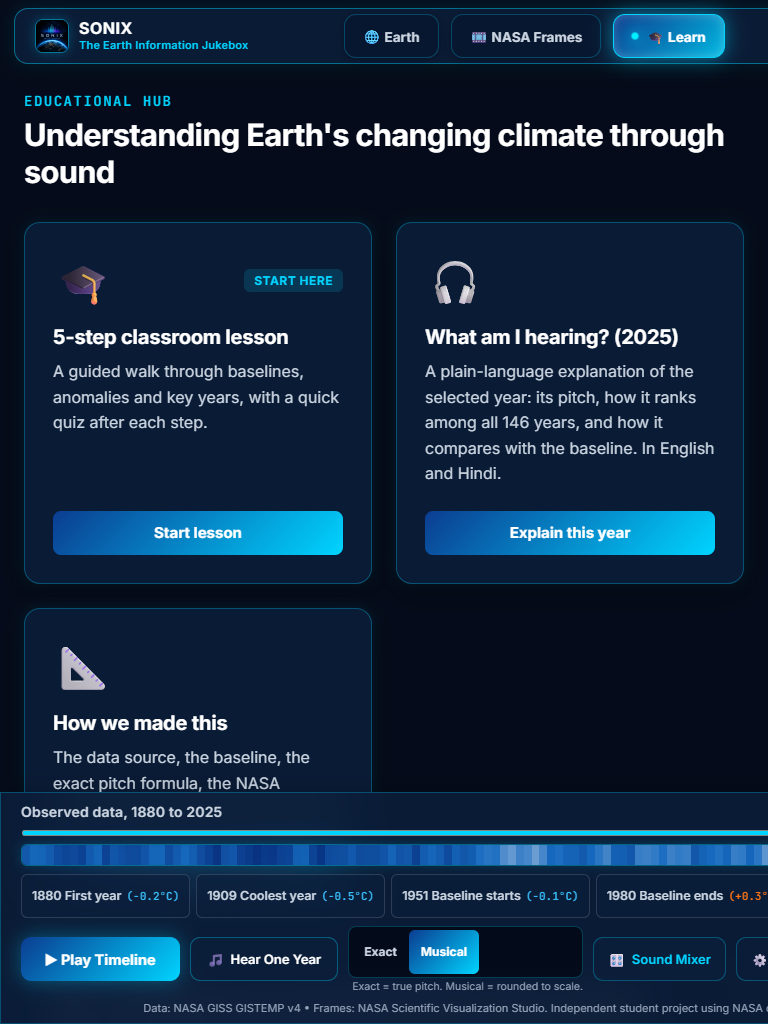 SONIX
The Earth Information Jukebox
Earth
NASA Frames
Learn
EDUCATIONAL HUB
Understanding Earth's changing climate through
sound
START HERE
5-step classroom lesson
A guided walk through baselines,
anomalies and key years, with a quick
quiz after each step.
Start lesson
What am I hearing? (2025)
A plain-language explanation of the
selected year: its pitch, how it ranks
among all 146 years, and how it
compares with the baseline. In English
and Hindi.
Explain this year
How we made this
The data source, the baseline, the
exact pitch formula, the NASA
Observed data, 1880 to 2025
1880 First year (-0.2°C)
1909 Coolest year (-0.5°C)
1951 Baseline starts (-0.1°C)
1980 Baseline ends (+0.3°
Play Timeline
Hear One Year
Exact
Musical
Exact = true pitch. Musical = rounded to scale.
Sound Mixer
Data: NASA GISS GISTEMP v4 • Frames: NASA Scientific Visualization Studio. Independent student project using NASA